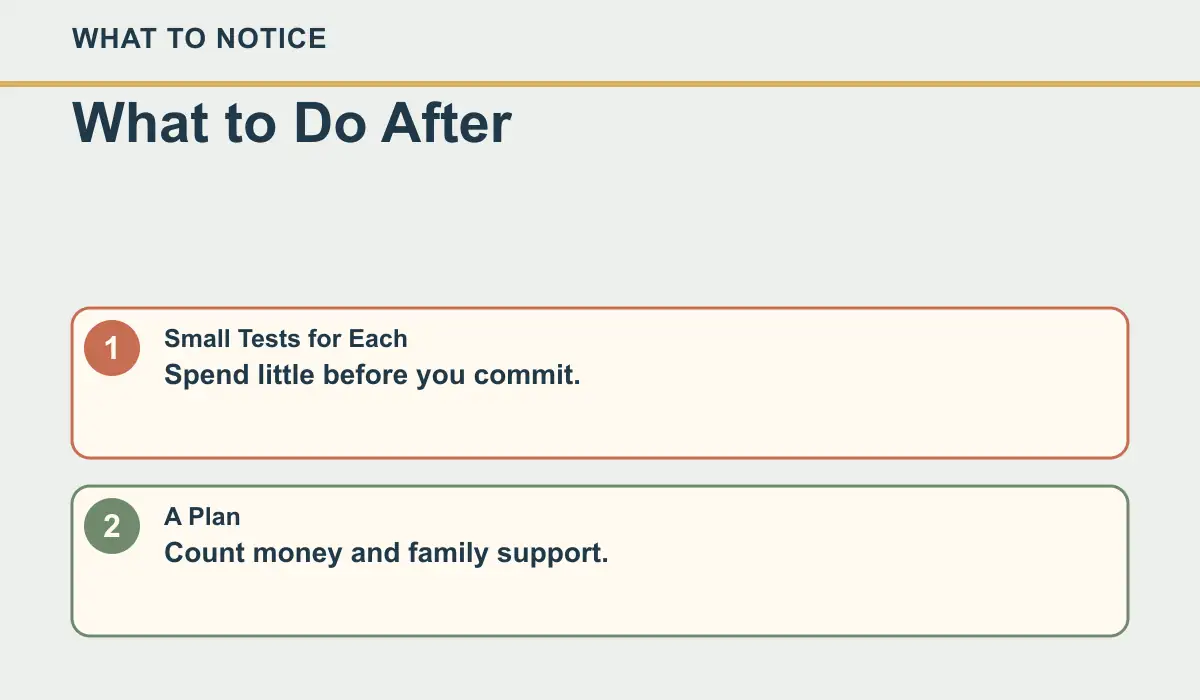 WHAT TO NOTICE
What to Do After
1
Small Tests for Each
Spend little before you commit.
2
A Plan
Count money and family support.